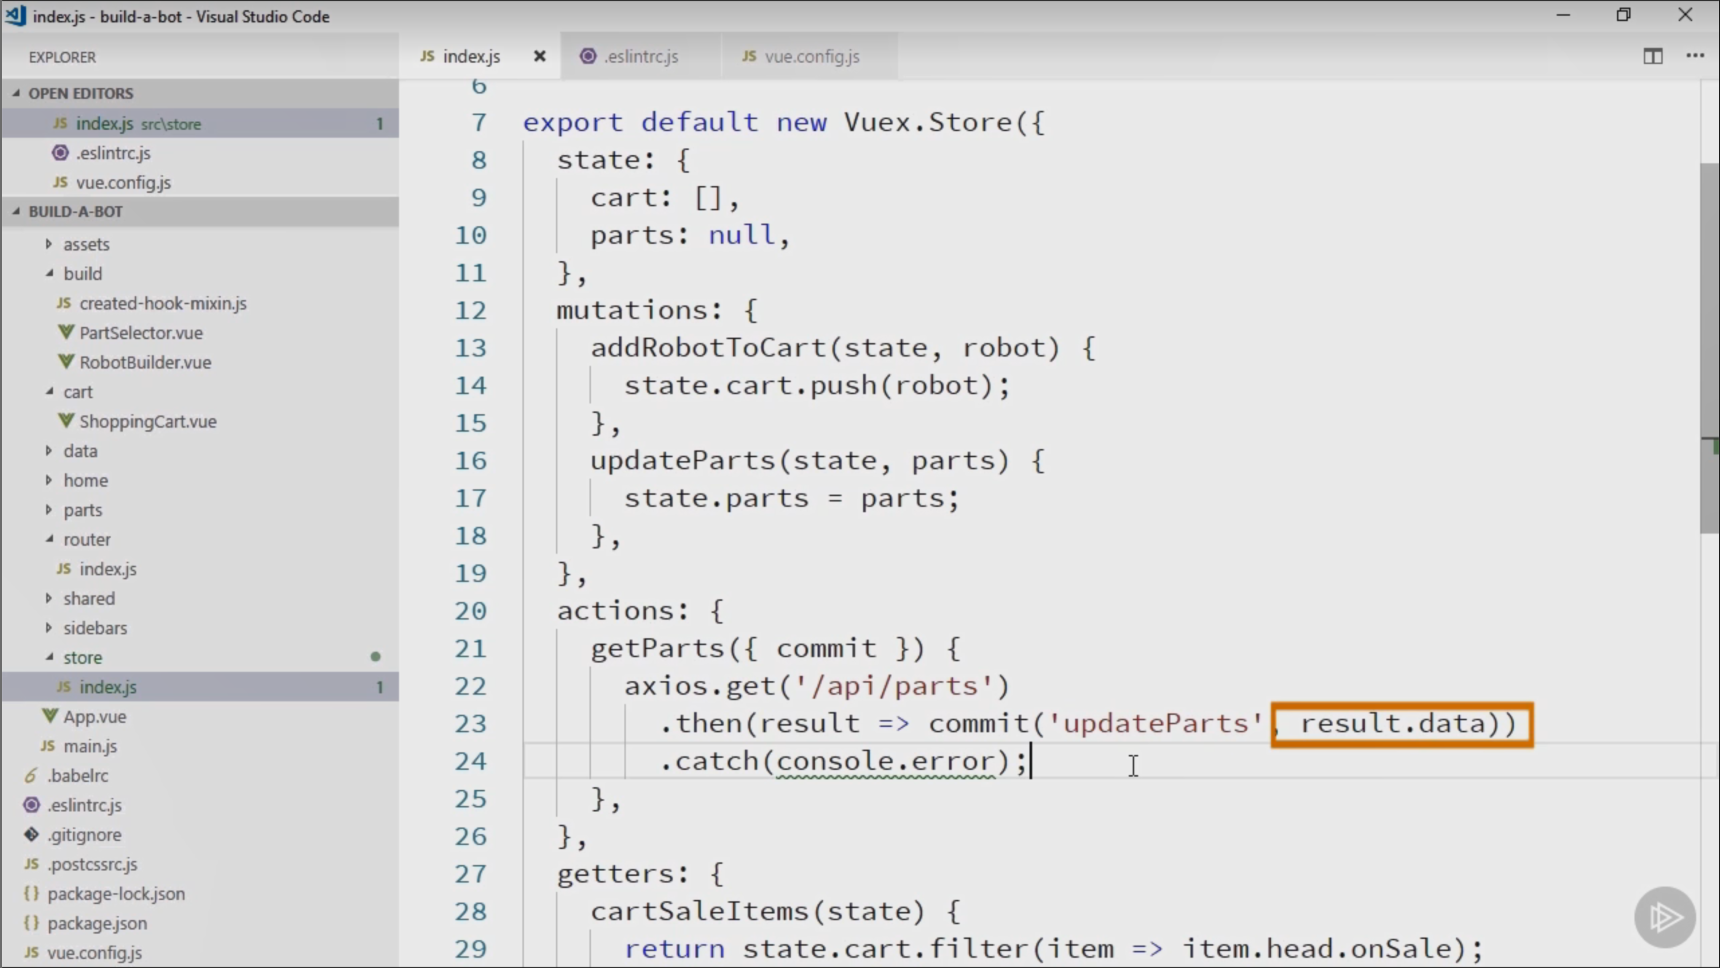 index.js - build-a-bot - Visual Studio Code
EXPLORER
OPEN EDITORS
JS index.js src\store 1
.eslintrc.js
JS vue.config.js
BUILD-A-BOT
assets
build
JS created-hook-mixin.js
PartSelector.vue
RobotBuilder.vue
cart
ShoppingCart.vue
data
home
parts
router
JS index.js
shared
sidebars
store
JS index.js 1
App.vue
JS main.js
.babelrc
.eslintrc.js
.gitignore
JS .postcssrc.js
{} package-lock.json
{} package.json
JS vue.config.js
JS index.js
.eslintrc.js
JS vue.config.js
6
7 export default new Vuex.Store({
8 state: {
9 cart: [],
10 parts: null,
11 },
12 mutations: {
13 addRobotToCart(state, robot) {
14 state.cart.push(robot);
15 },
16 updateParts(state, parts) {
17 state.parts = parts;
18 },
19 },
20 actions: {
21 getParts({ commit }) {
22 axios.get('/api/parts')
23 .then(result => commit('updateParts', result.data))
24 .catch(console.error);
25 },
26 },
27 getters: {
28 cartSaleItems(state) {
29 return state.cart.filter(item => item.head.onSale);